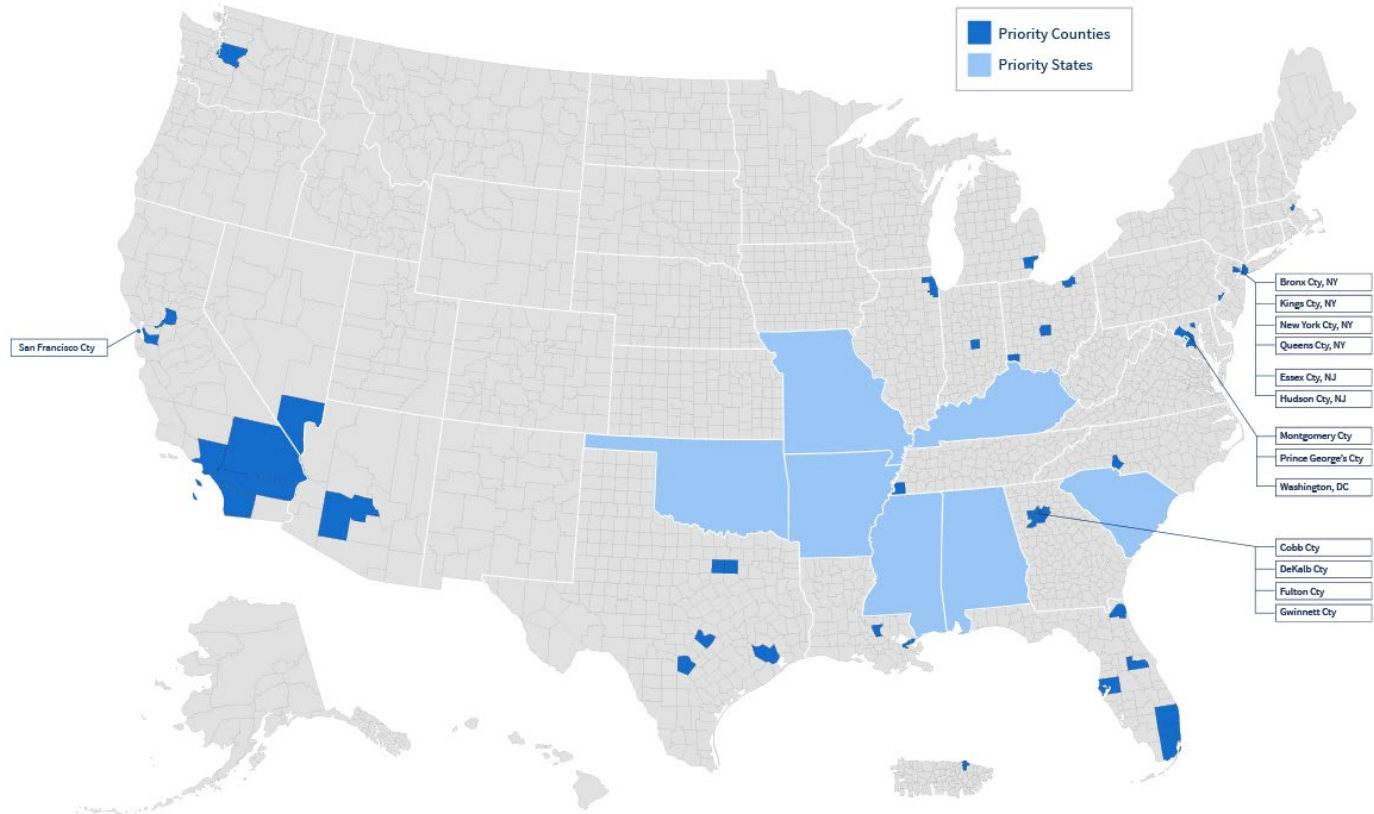 Priority Counties
Priority States
San Francisco Cty
Bronx Cty, NY
Kings Cty, NY
New York Cty, NY
Queens Cty, NY
Essex Cty, NJ
Hudson Cty, NJ
Montgomery Cty
Prince George's Cty
Washington, DC
Cobb Cty
DeKalb Cty
Fulton Cty
Gwinnett Cty